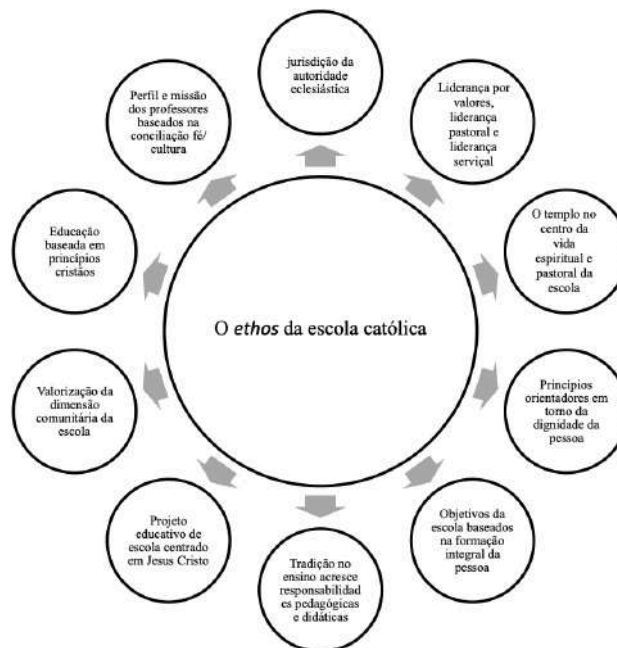 jurisdição da
autoridade
eclesiástica
Liderança por
valores,
liderança
pastoral e
liderança
serviçal
O templo no
centro da
vida
espiritual e
pastoral da
escola
Princípios
orientadores em
torno da
dignidade da
pessoa
Objetivos da
escola baseados
na formação
integral da
pessoa
Tradição no
ensino acresce
responsabilidad
es pedagógicas
e didáticas
Projeto
educativo de
escola centrado
em Jesus Cristo
Valorização da
dimensão
comunitária da
escola
Educação
baseada em
princípios
cristãos
Perfil e missão
dos professores
baseados na
conciliação fé/
cultura
O ethos da escola católica